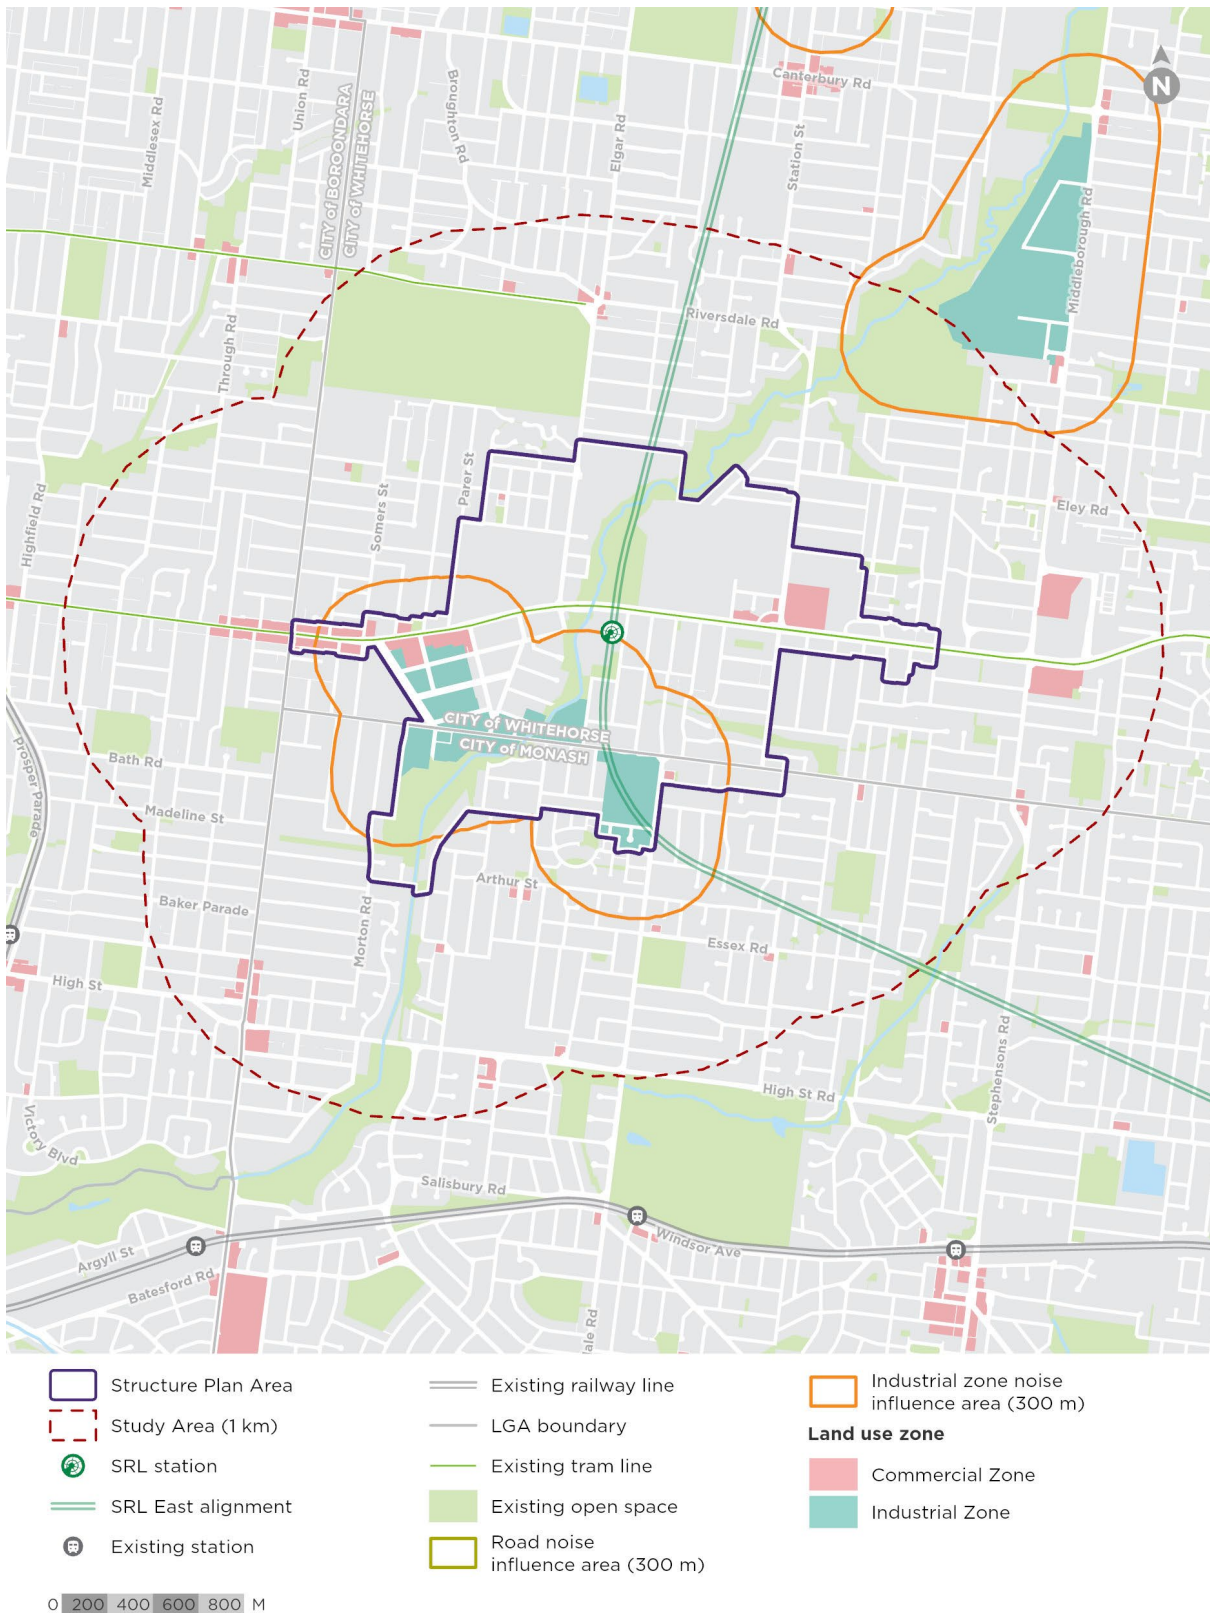 Canterbury Rd
N
Union Rd
Broughton Rd
Middlesex Rd
Elgar Rd
Station St
CITY of BOROONDARA
CITY of WHITEHORSE
Middleborough Rd
Riversdale Rd
Through Rd
Parer St
Highfield Rd
Somers St
Eley Rd
CITY of WHITEHORSE
CITY of MONASH
Prosper Parade
Bath Rd
Madeline St
Arthur St
Baker Parade
Morton Rd
Essex Rd
High St
Stephensons Rd
High St Rd
Victory Blvd
Salisbury Rd
Windsor Ave
Argyll St
Batesford Rd
ale Rd
Structure Plan Area
Study Area (1 km)
SRL station
SRL East alignment
Existing station
Existing railway line
LGA boundary
Existing tram line
Existing open space
Road noise
influence area (300 m)
Industrial zone noise
influence area (300 m)
Land use zone
Commercial Zone
Industrial Zone
0 200 400 600 800 M